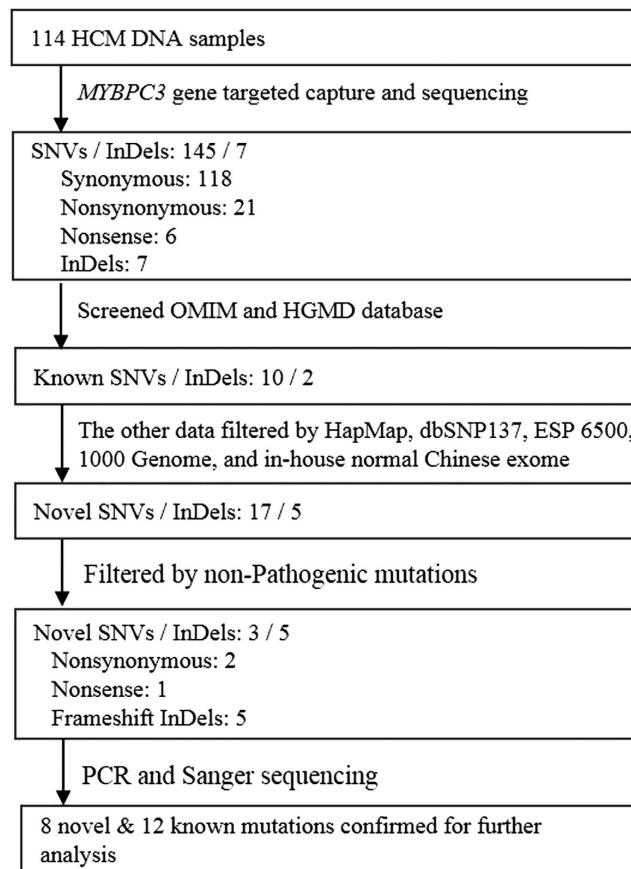 114 HCM DNA samples
MYBPC3 gene targeted capture and sequencing
SNVs / InDels: 145 / 7
Synonymous: 118
Nonsynonymous: 21
Nonsense: 6
InDels: 7
Screened OMIM and HGMD database
Known SNVs / InDels: 10 / 2
The other data filtered by HapMap, dbSNP137, ESP 6500,
1000 Genome, and in-house normal Chinese exome
Novel SNVs / InDels: 17 / 5
Filtered by non-Pathogenic mutations
Novel SNVs / InDels: 3 / 5
Nonsynonymous: 2
Nonsense: 1
Frameshift InDels: 5
PCR and Sanger sequencing
8 novel & 12 known mutations confirmed for further
analysis